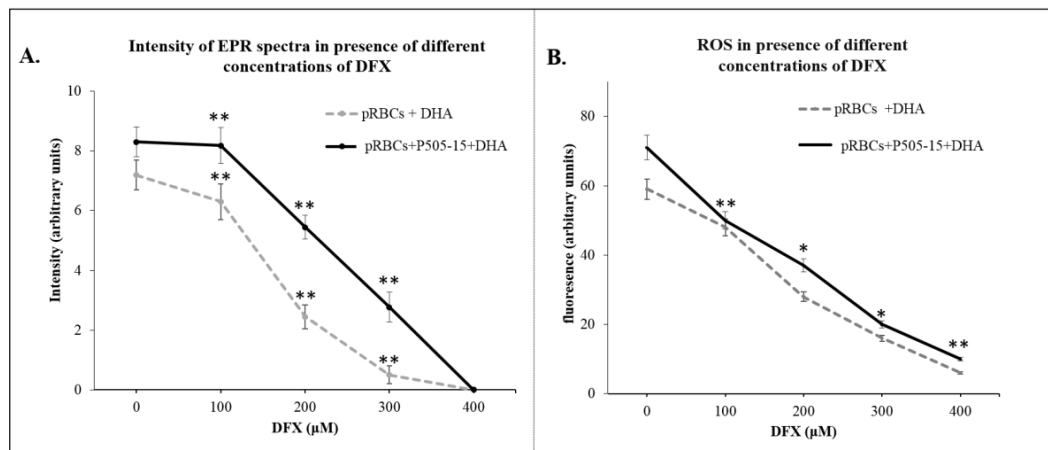 A.
Intensity of EPR spectra in presence of different
concentrations of DFX
pRBCs + DHA
pRBCs+P505-15+DHA
Intensity (arbitrary units)
10
8
6
4
2
0
**
**
**
**
**
**
0 100 200 300 400
DFX (µM)
B.
ROS in presence of different
concentrations of DFX
pRBCs +DHA
pRBCs+P505-15+DHA
fluoresence (arbitary unnits)
80
60
40
20
0
**
*
*
**
0 100 200 300 400
DFX (µM)